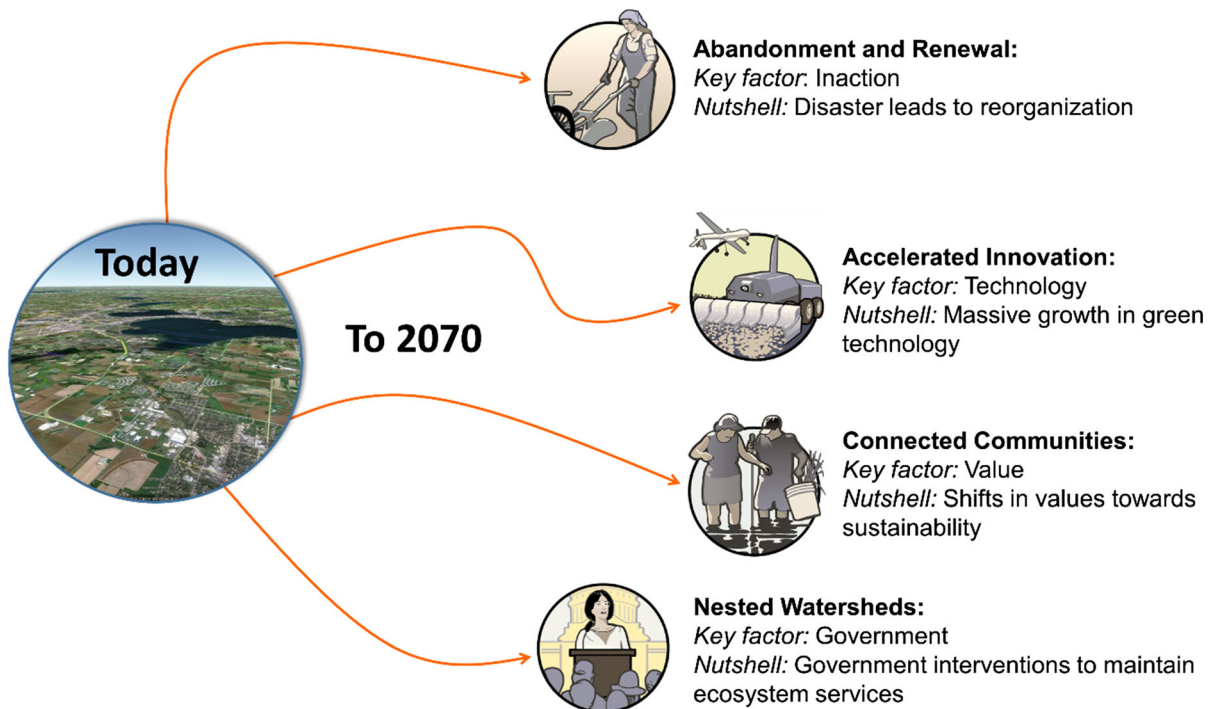 Today
To 2070
Abandonment and Renewal:
Key factor: Inaction
Nutshell: Disaster leads to reorganization
Accelerated Innovation:
Key factor: Technology
Nutshell: Massive growth in green
technology
Connected Communities:
Key factor: Value
Nutshell: Shifts in values towards
sustainability
Nested Watersheds:
Key factor: Government
Nutshell: Government interventions to maintain
ecosystem services